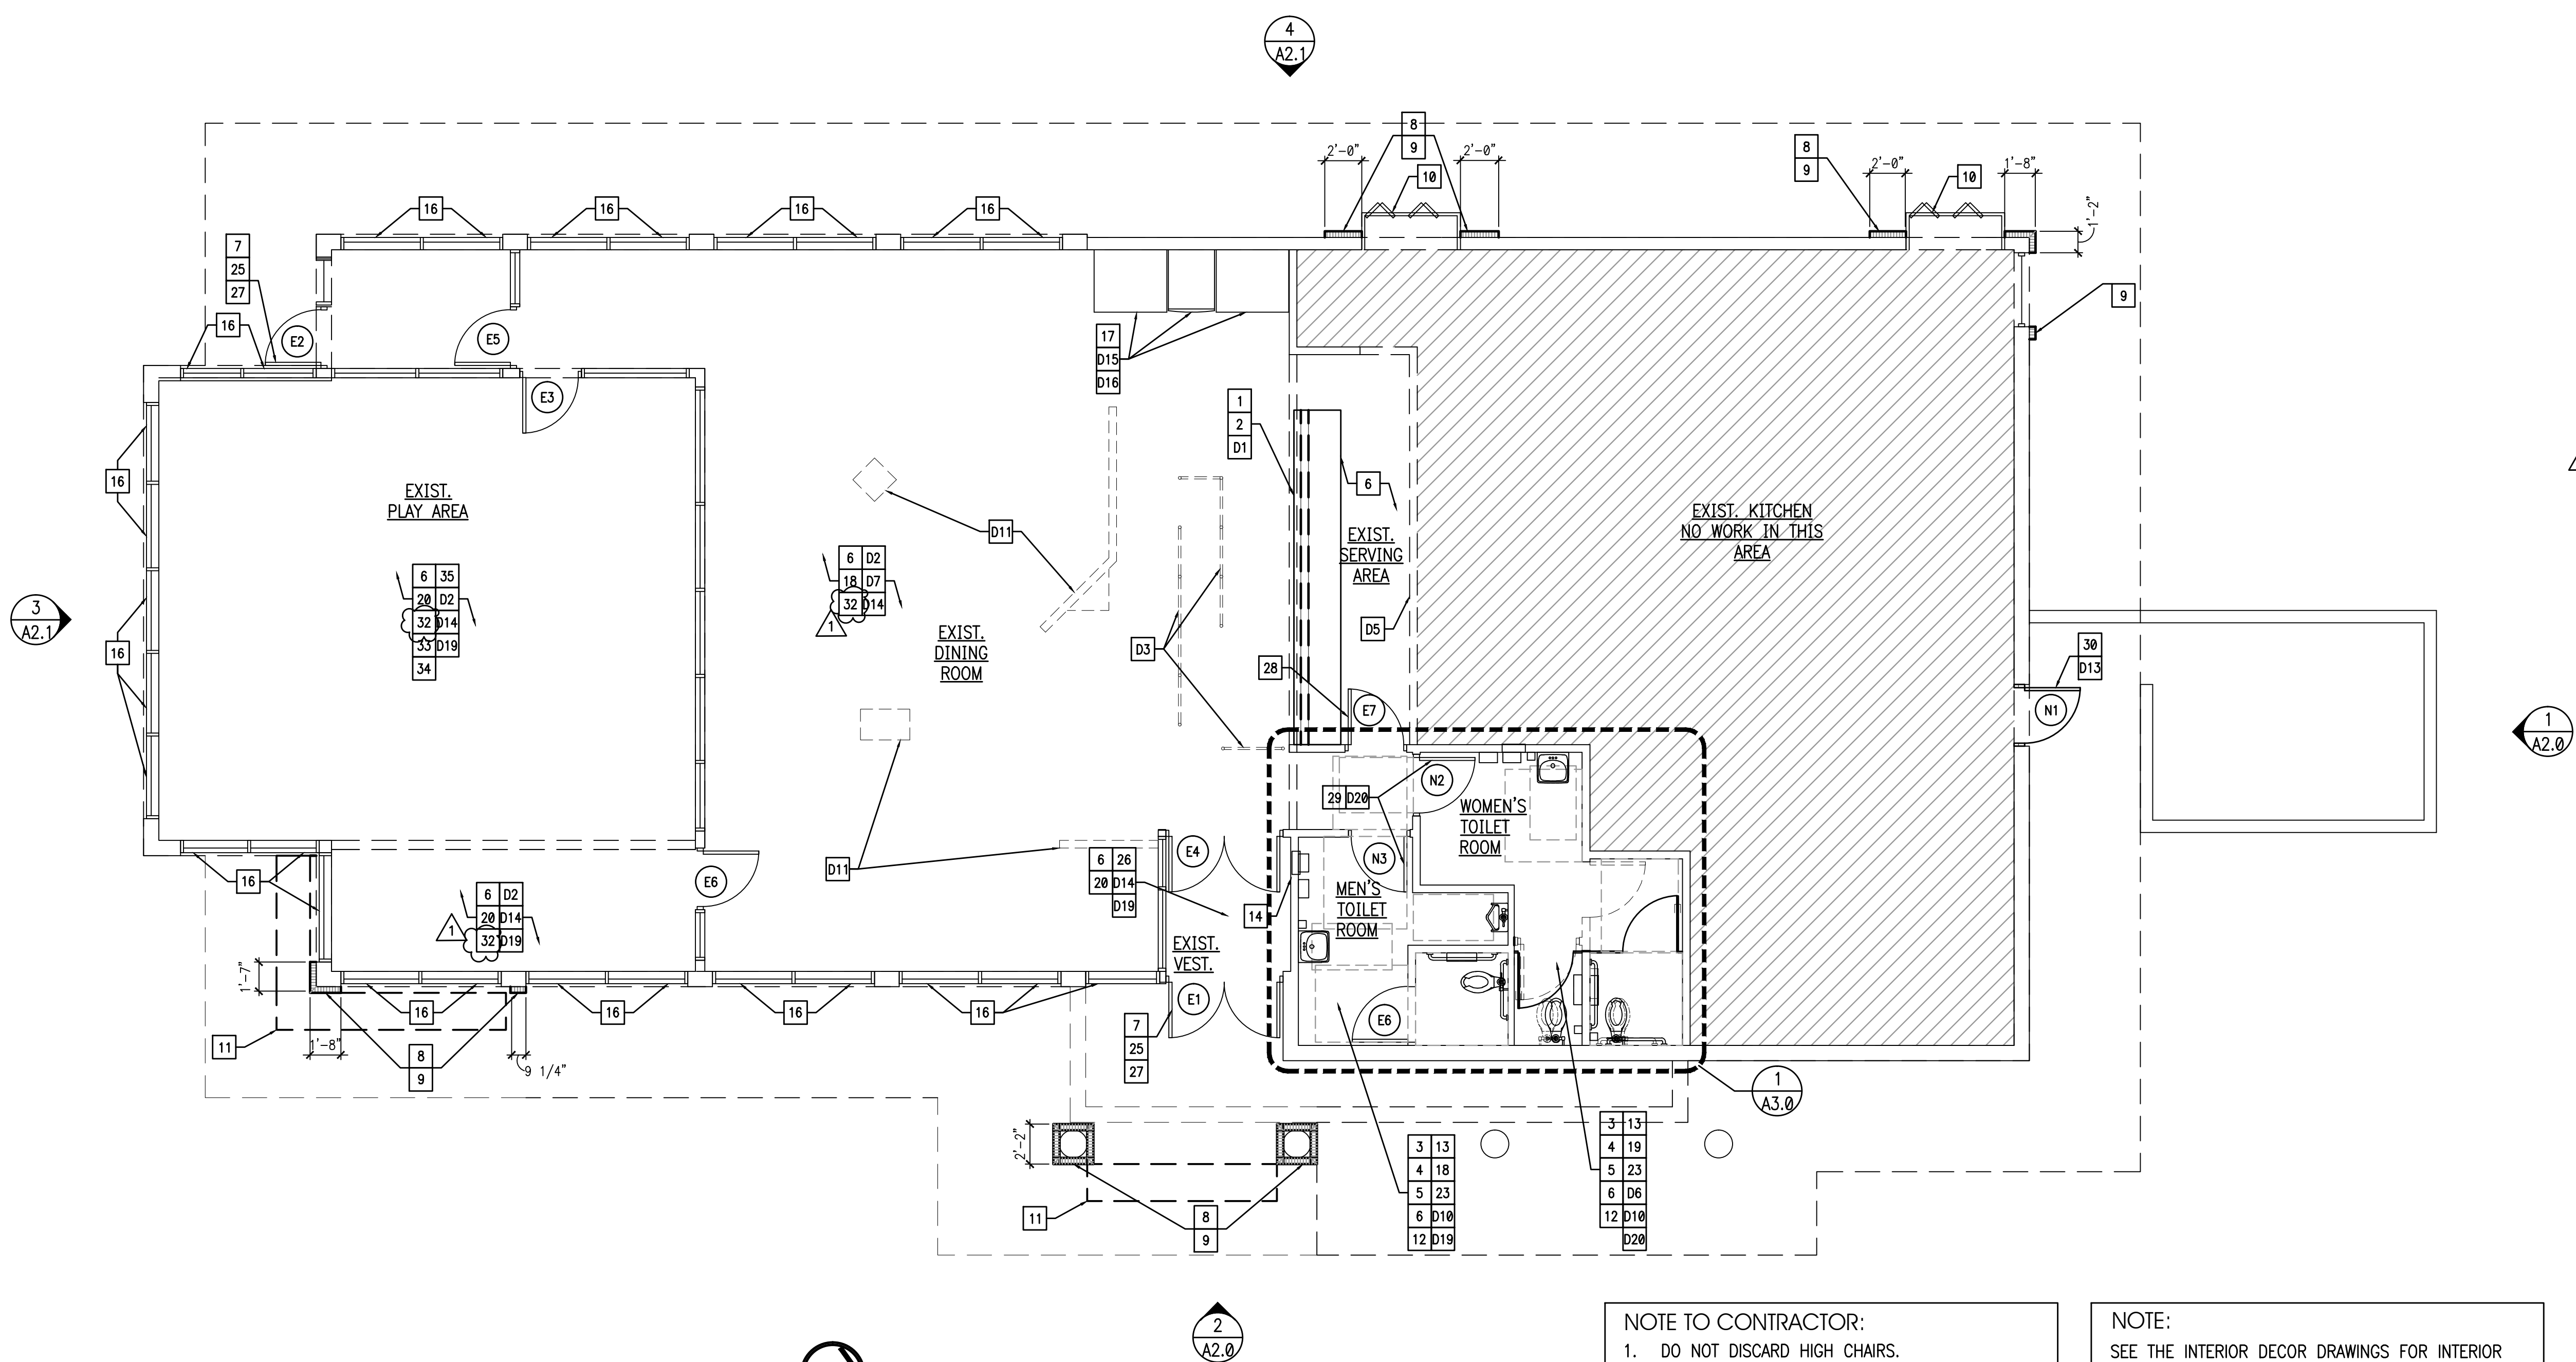 4
A2.1
8
9
2'-0"
2'-0"
10
8
9
2'-0"
10
1'-8"
1'-2"
16
16
16
16
7
25
27
16
E2
E5
E3
17
D15
D16
9
1
2
D1
16
EXIST.
PLAY AREA
D11
6
EXIST.
SERVING
AREA
EXIST. KITCHEN
NO WORK IN THIS
AREA
6 35
20 D2
32 D14
33 D19
34
6 D2
18 D7
32 D14
1
3
A2.1
16
EXIST.
DINING
ROOM
D3
D5
28
30
D13
E7
N1
1
A2.0
29 D20
N2
WOMEN'S
TOILET
ROOM
E4
N3
6 26
20 D14
D19
D11
E6
16
MEN'S
TOILET
ROOM
14
6 D2
20 D14
32 D19
1
EXIST.
VEST.
1'-7"
16
16
16
16
E1
E6
11
1'-8"
8
9
9 1/4"
7
25
27
1
A3.0
2'-2"
3 13
4 18
5 23
6 D10
12 D19
3 13
4 19
5 23
6 D6
12 D10
D20
11
8
9
2
A2.0
NOTE TO CONTRACTOR:
1. DO NOT DISCARD HIGH CHAIRS.
NOTE:
SEE THE INTERIOR DECOR DRAWINGS FOR INTERIOR